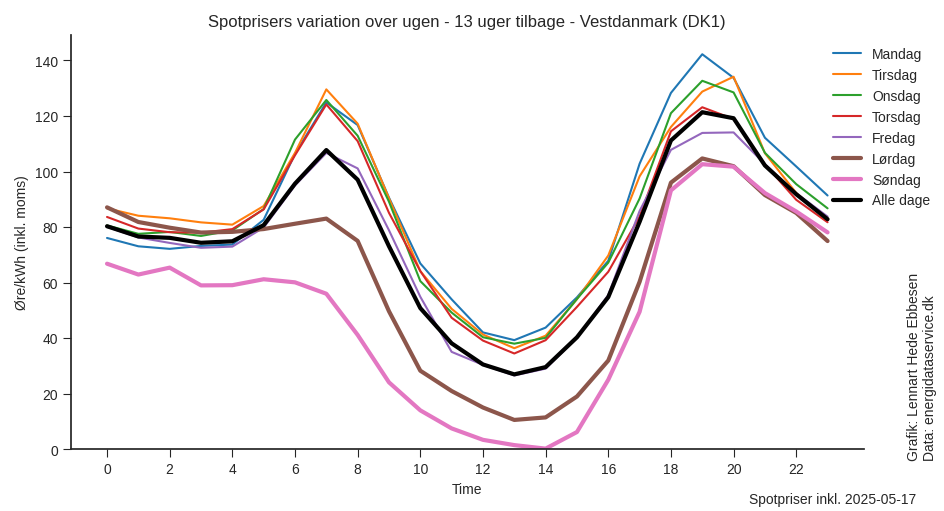 Spotprisers variation over ugen - 13 uger tilbage - Vestdanmark (DK1)
Øre/kWh (inkl. moms)
140
120
100
80
60
40
20
0
0 2 4 6 8 10 12 14 16 18 20 22
Time
Mandag
Tirsdag
Onsdag
Torsdag
Fredag
Lørdag
Søndag
Alle dage
Grafik: Lennart Hede Ebbesen
Data: energidataservice.dk
Spotpriser inkl. 2025-05-17